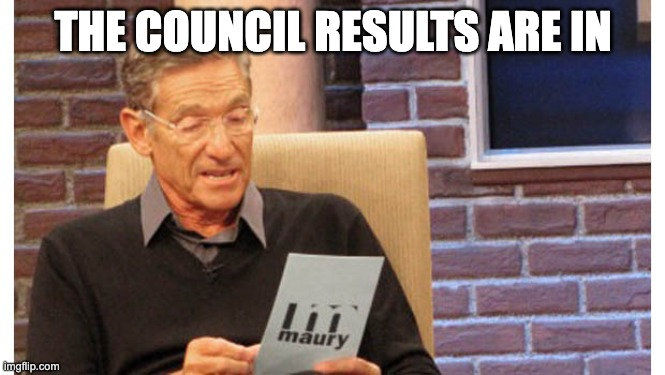 THE COUNCIL RESULTS ARE IN
maury
imgflip.com